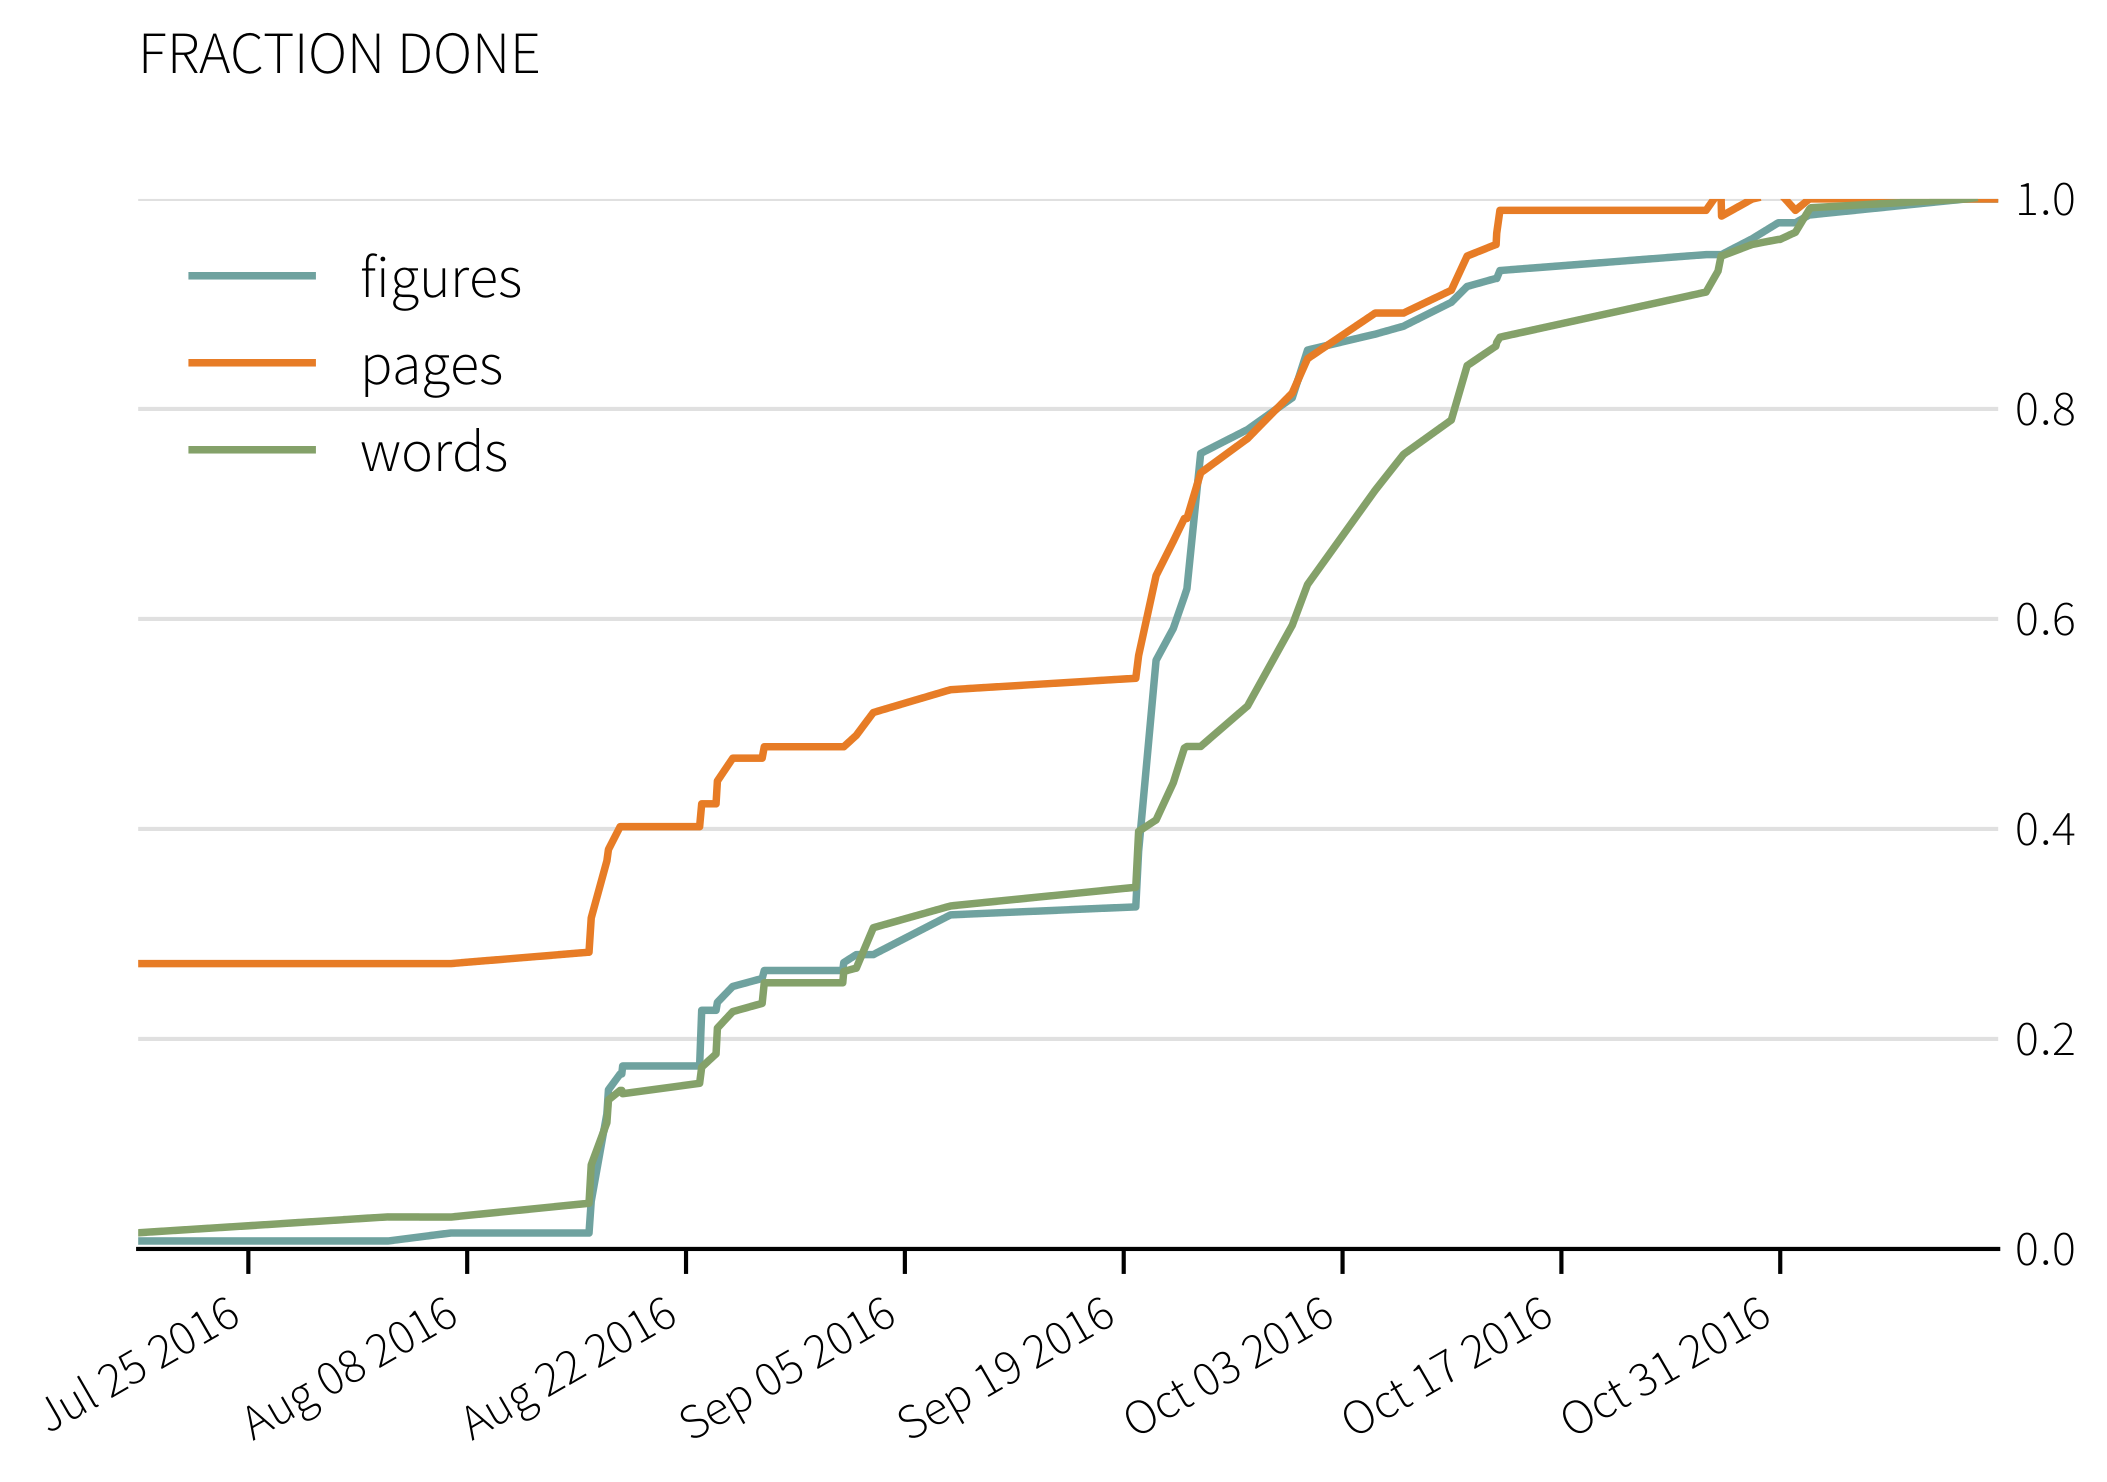 FRACTION DONE
figures
pages
words
1.0
0.8
0.6
0.4
0.2
0.0
Jul 25 2016
Aug 08 2016
Aug 22 2016
Sep 05 2016
Sep 19 2016
Oct 03 2016
Oct 17 2016
Oct 31 2016